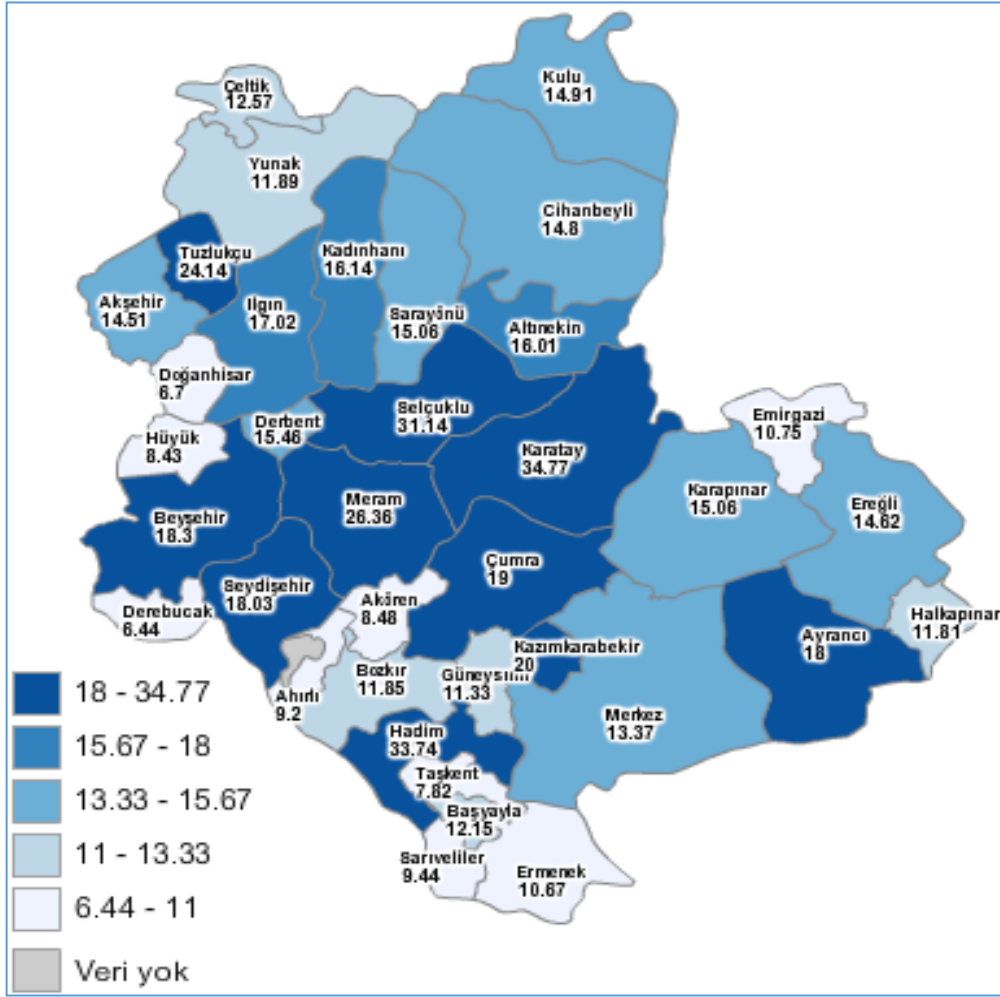 Kulu
14.91
Çeltik
12.57
Yunak
11.89
Cihanbeyli
14.8
Tuzlukçu
24.14
Kadınhanı
16.14
Akşehir
14.51
Ilgın
17.02
Sarayönü
15.06
Altınekin
16.01
Doğanhisar
6.7
Derbent
15.46
Selçuklu
31.14
Emirgazi
10.75
Hüyük
8.43
Karatay
34.77
Karapınar
15.06
Ereğli
14.62
Beyşehir
18.3
Meram
26.36
Çumra
19
Seydişehir
18.03
Akören
8.48
Derebucak
6.44
Halkapınar
11.81
Ayrancı
18
Kazımkarabekir
20
Bozkır
11.85
11.33
Ahırlı
9.2
Merkez
13.37
Hadim
33.74
Taşkent
7.82
Başyayla
12.15
Sarıveliler
9.44
Ermenek
10.67
18 - 34.77
15.67 - 18
13.33 - 15.67
11 - 13.33
6.44 - 11
Veri yok